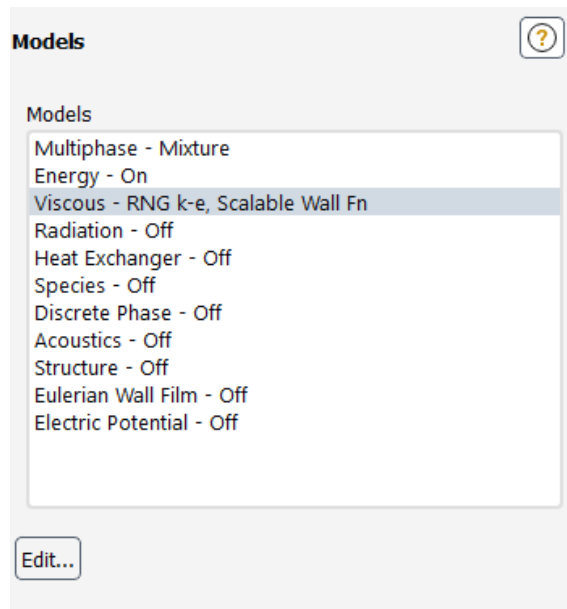 Models
?
Models
Multiphase - Mixture
Energy - On
Viscous - RNG k-e, Scalable Wall Fn
Radiation - Off
Heat Exchanger - Off
Species - Off
Discrete Phase - Off
Acoustics - Off
Structure - Off
Eulerian Wall Film - Off
Electric Potential - Off
Edit...